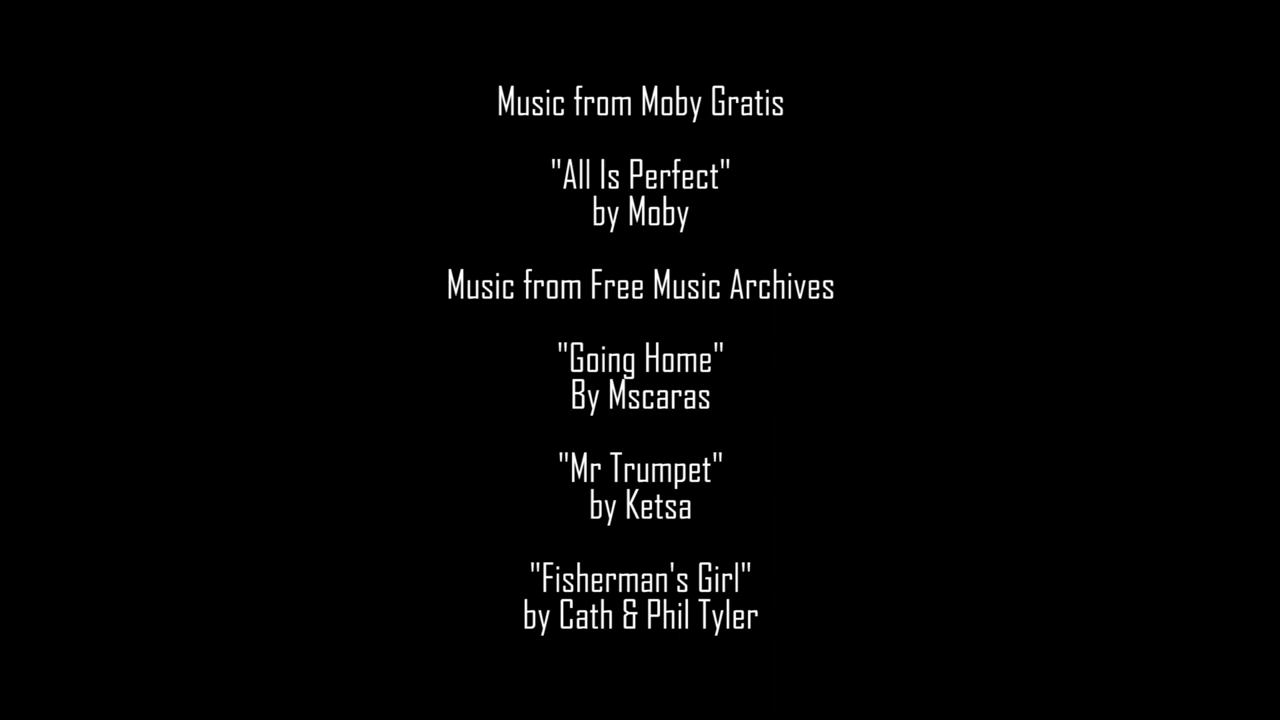 Music from Moby Gratis
"All Is Perfect"
by Moby
Music from Free Music Archives
"Going Home"
By Mscaras
"Mr Trumpet"
by Ketsa
"Fisherman's Girl"
by Cath & Phil Tyler